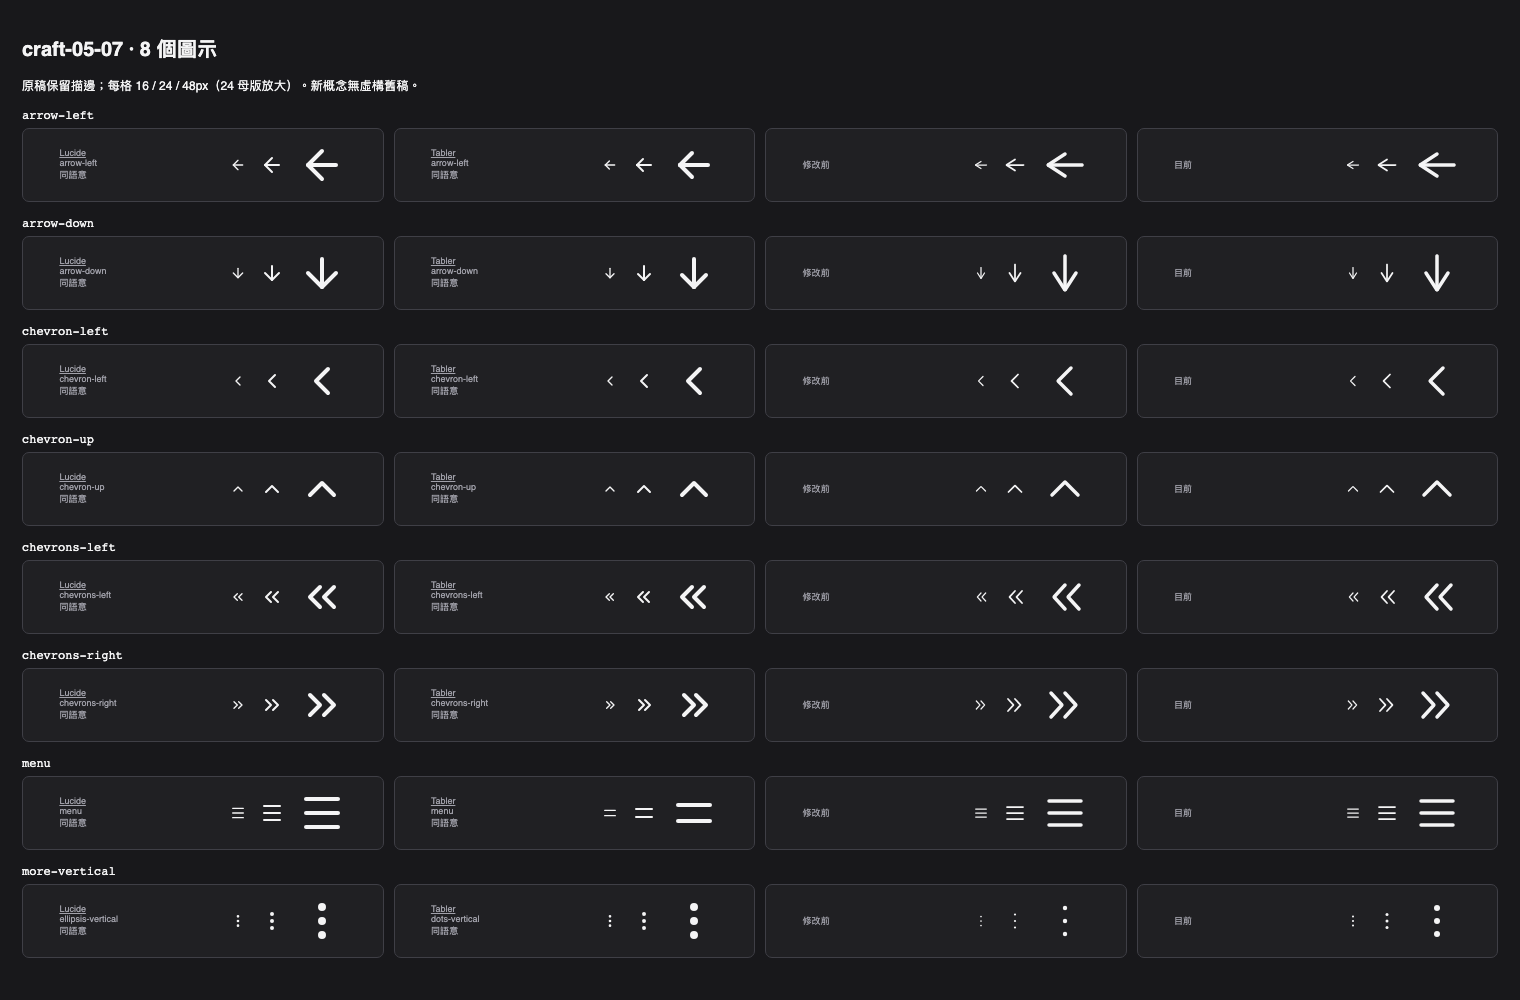 craft-05-07 · 8 個圖示
原稿保留描邊；每格 16 / 24 / 48px（24 母版放大）。新概念無虛構舊稿。
arrow-left
Lucide
arrow-left
同語意
Tabler
arrow-left
同語意
修改前
目前
arrow-down
Lucide
arrow-down
同語意
Tabler
arrow-down
同語意
修改前
目前
chevron-left
Lucide
chevron-left
同語意
Tabler
chevron-left
同語意
修改前
目前
chevron-up
Lucide
chevron-up
同語意
Tabler
chevron-up
同語意
修改前
目前
chevrons-left
Lucide
chevrons-left
同語意
Tabler
chevrons-left
同語意
修改前
目前
chevrons-right
Lucide
chevrons-right
同語意
Tabler
chevrons-right
同語意
修改前
目前
menu
Lucide
menu
同語意
Tabler
menu
同語意
修改前
目前
more-vertical
Lucide
ellipsis-vertical
同語意
Tabler
dots-vertical
同語意
修改前
目前